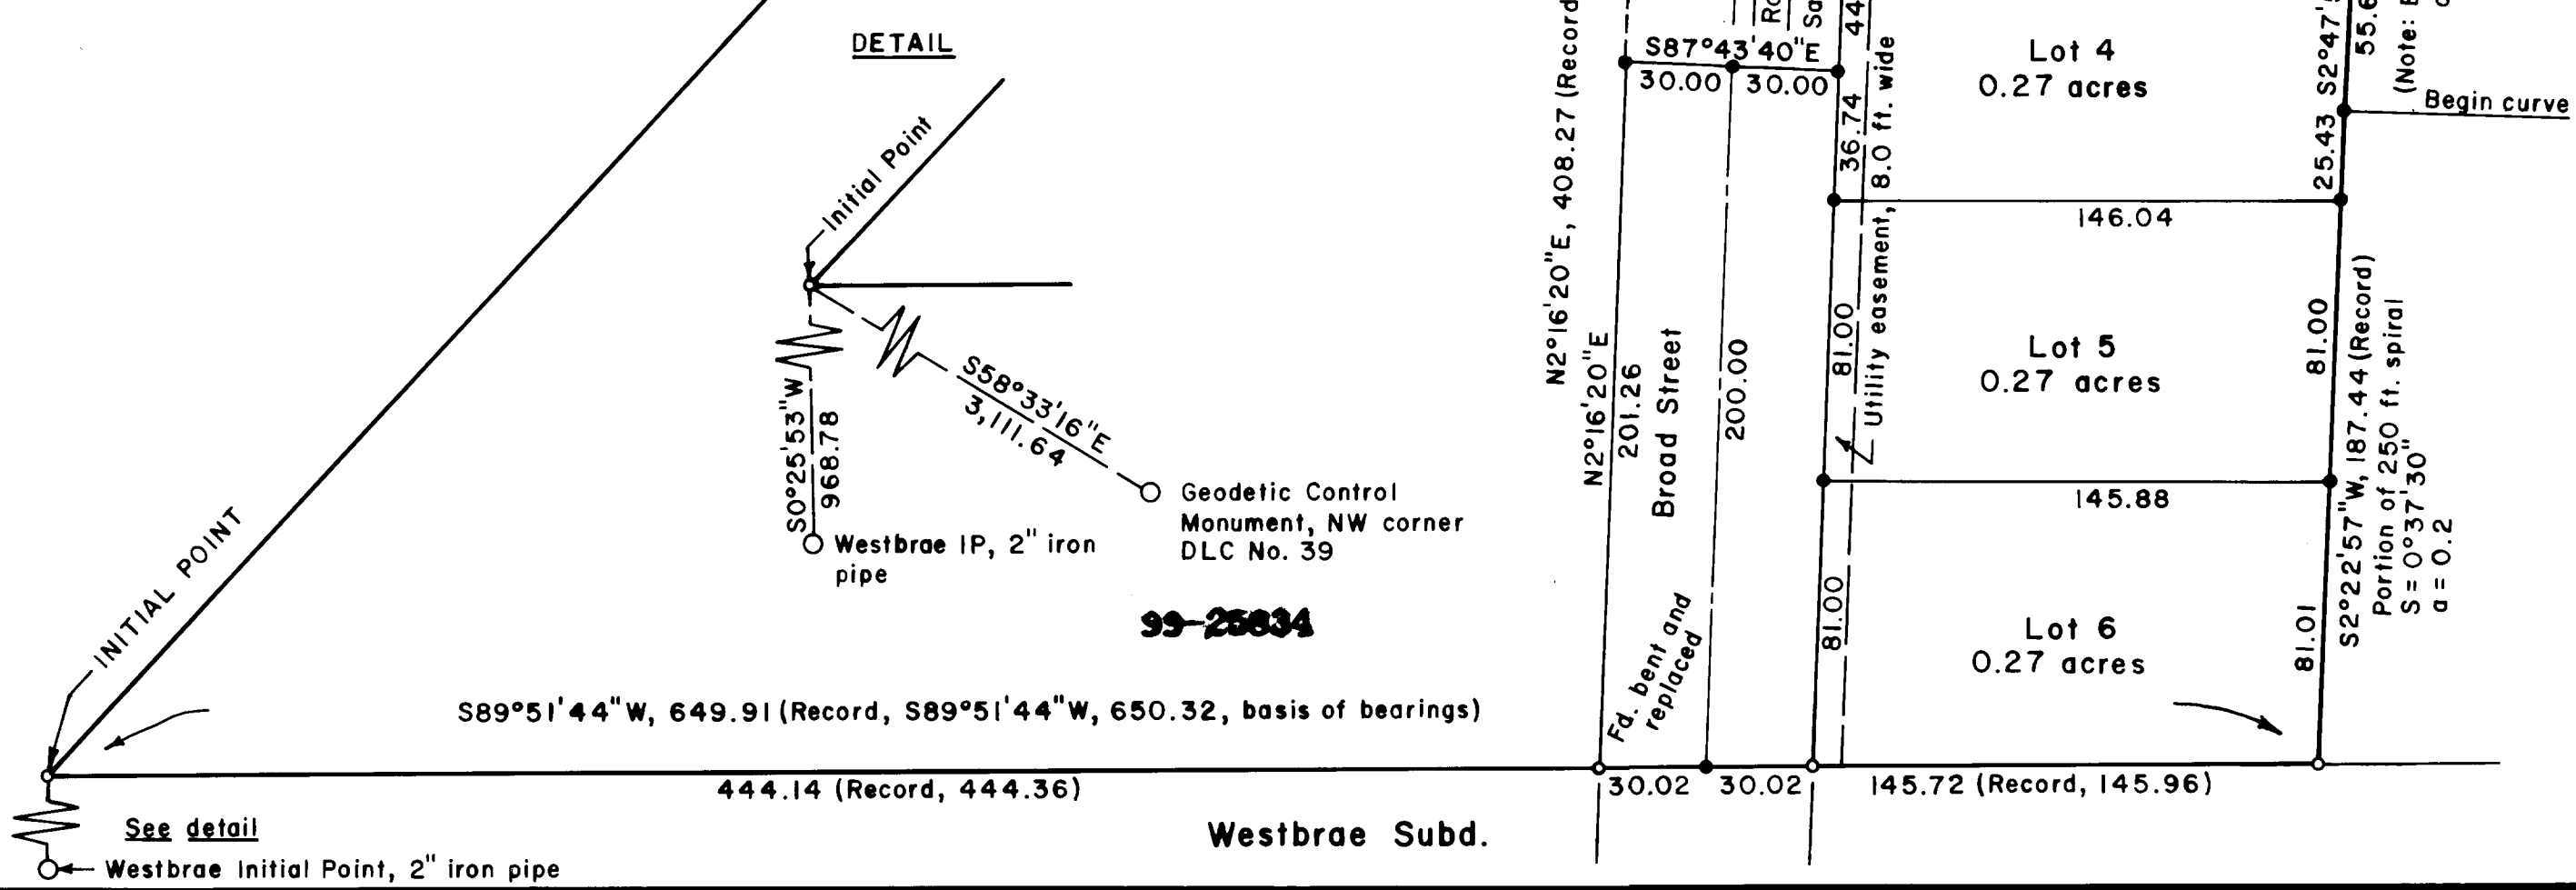 DETAIL
Initial Point
S0°25'53"W
968.78
S58°33'16"E
3,111.64
Westbrae IP, 2" iron
pipe
Geodetic Control
Monument, NW corner
DLC No. 39
99-25834
INITIAL POINT
S89°51'44"W, 649.91 (Record, S89°51'44"W, 650.32, basis of bearings)
444.14 (Record, 444.36)
See detail
Westbrae Initial Point, 2" iron pipe
Westbrae Subd.
N2°16'20"E, 408.27 (Record
N2°16'20"E
201.26
Broad Street
200.00
Fd. bent and
replaced
S87°43'40"E
30.00 30.00
44
36.74
8.0 ft. wide
Utility easement,
81.00
81.00
30.02 30.02
145.72 (Record, 145.96)
Lot 4
0.27 acres
146.04
Lot 5
0.27 acres
145.88
Lot 6
0.27 acres
S2°47'
55.6
(Note:
Begin curve
25.43
81.00
81.01
S2°22'57"W, 187.44 (Record)
Portion of 250 ft. spiral
S = 0°37'30"
a = 0.2